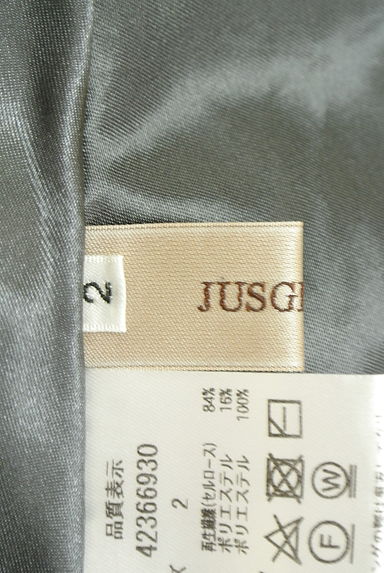 2
JUSGL
品質表示
42366930
2
再生繊維(セルロース) 84%
ポリエステル 16%
ポリエステル 100%
W
F